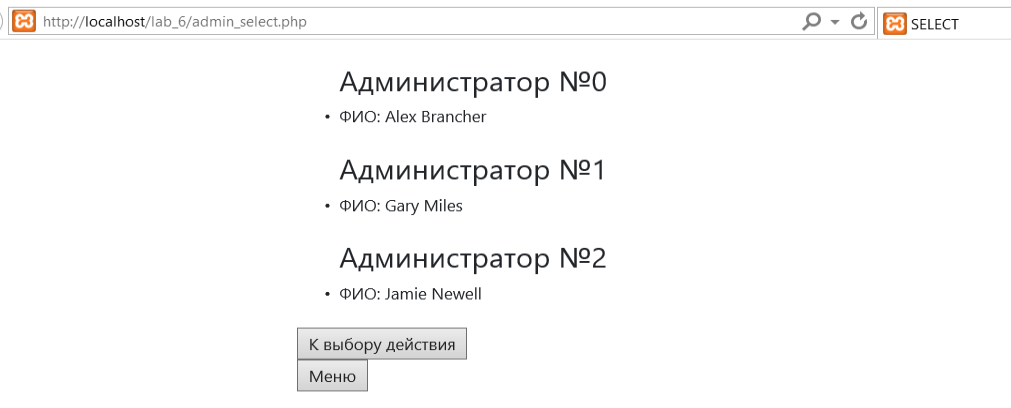 http://localhost/lab_6/admin_select.php
SELECT
Администратор №0
• ФИО: Alex Brancher
Администратор №1
• ФИО: Gary Miles
Администратор №2
• ФИО: Jamie Newell
К выбору действия
Меню